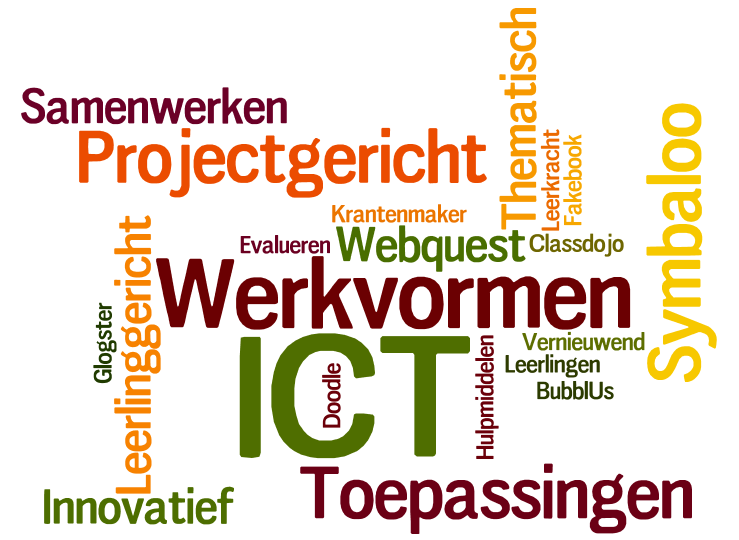 Thematisch
Samenwerken
Projectgericht
Leerkracht
Fakebook
Symbaloo
Krantenmaker
Evalueren
Webquest
Classdojo
Leerlinggericht
Werkvormen
Glogster
ICT
Doodle
Hulpmiddelen
Vernieuwend
Leerlingen
BubblUs
Toepassingen
Innovatief